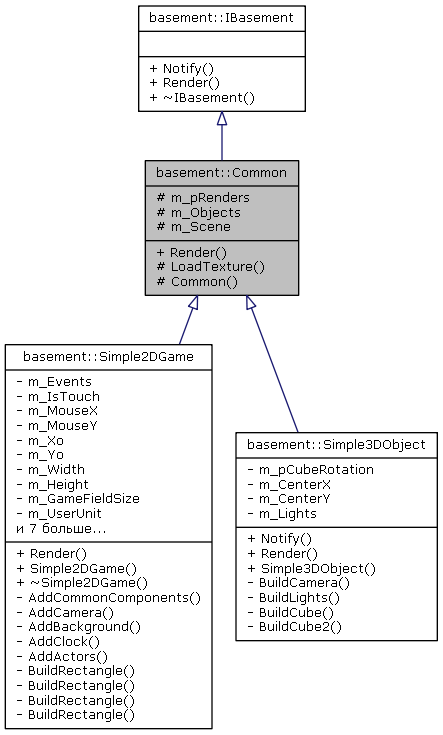 basement::IBasement
+ Notify()
+ Render()
+ ~IBasement()
basement::Common
# m_pRenders
# m_Objects
# m_Scene
+ Render()
# LoadTexture()
# Common()
basement::Simple2DGame
- m_Events
- m_IsTouch
- m_MouseX
- m_MouseY
- m_Xo
- m_Yo
- m_Width
- m_Height
- m_GameFieldSize
- m_UserUnit
и 7 больше...
+ Render()
+ Simple2DGame()
+ ~Simple2DGame()
- AddCommonComponents()
- AddCamera()
- AddBackground()
- AddClock()
- AddActors()
- BuildRectangle()
- BuildRectangle()
- BuildRectangle()
- BuildRectangle()
basement::Simple3DObject
- m_pCubeRotation
- m_CenterX
- m_CenterY
- m_Lights
+ Notify()
+ Render()
+ Simple3DObject()
- BuildCamera()
- BuildLights()
- BuildCube()
- BuildCube2()